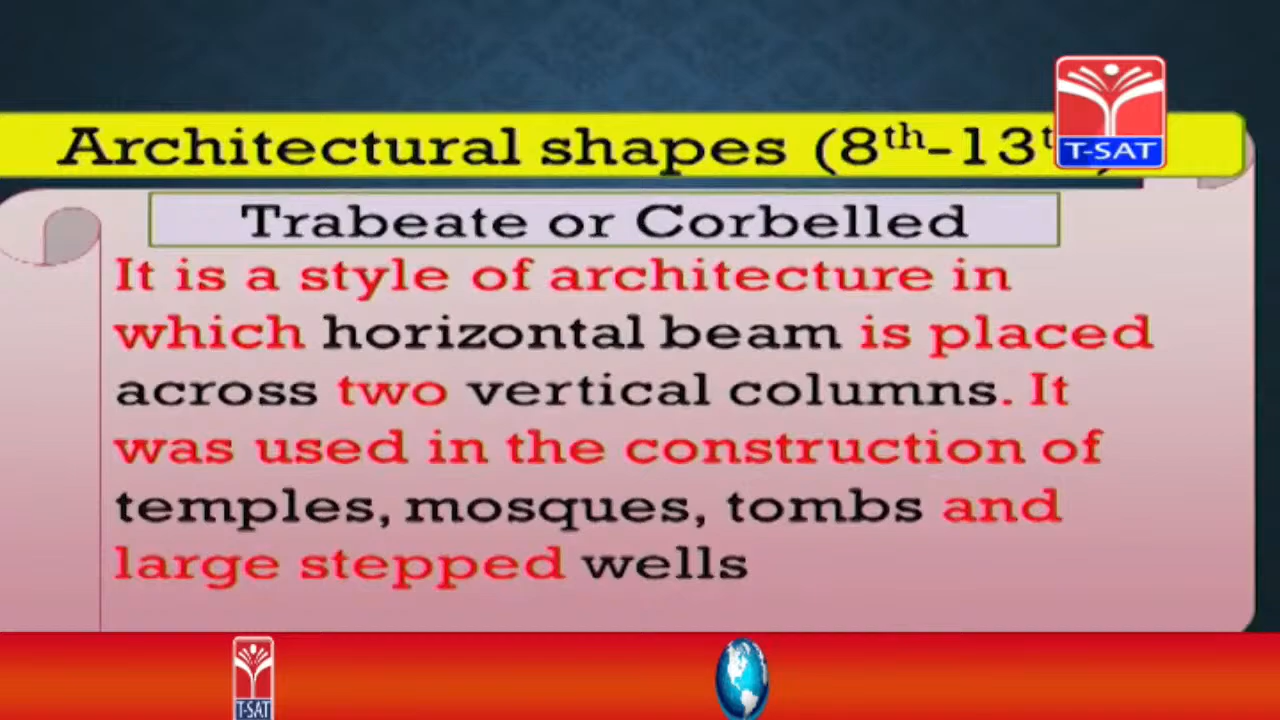 Architectural shapes (8th-13t
T-SAT
Trabeate or Corbelled
It is a style of architecture in
which horizontal beam is placed
across two vertical columns. It
was used in the construction of
temples, mosques, tombs and
large stepped wells
T-SAT